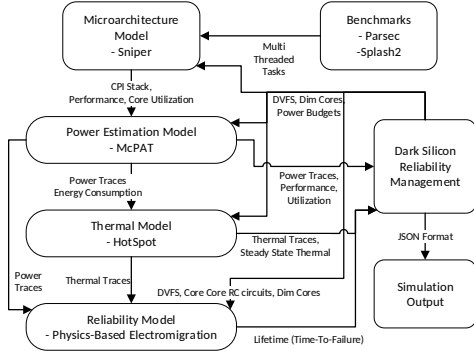 Microarchitecture
Model
- Sniper
Benchmarks
- Parsec
-Splash2
Multi
Threaded
Tasks
CPI Stack,
Performance, Core Utilization
DVFS, Dim Cores,
Power Budgets
Power Estimation Model
- McPAT
Dark Silicon
Reliability
Management
Power Traces,
Performance,
Utilization
Power Traces
Energy Consumption
Thermal Model
- HotSpot
Thermal Traces,
Steady State Thermal
JSON Format
Power
Traces
Thermal Traces
DVFS, Core Core RC circuits, Dim Cores
Simulation
Output
Reliability Model
- Physics-Based Electromigration
Lifetime (Time-To-Failure)